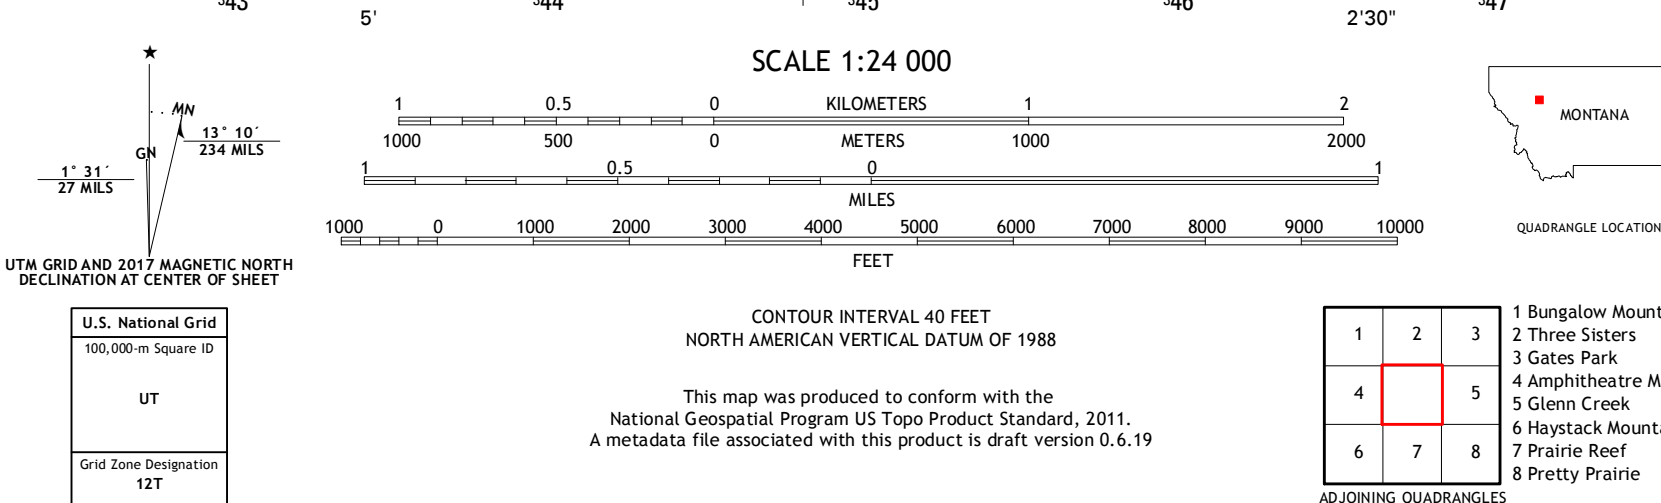 ³43 ³44 ³45 ³46 ³47
5' 2'30"
SCALE 1:24 000
MN
GN
13° 10´
234 MILS
1° 31´
27 MILS
UTM GRID AND 2017 MAGNETIC NORTH
DECLINATION AT CENTER OF SHEET
U.S. National Grid
100,000-m Square ID
UT
Grid Zone Designation
12T
1 0.5 0 KILOMETERS 1 2
1000 500 0 METERS 1000 2000
1 0.5 0 1
MILES
1000 0 1000 2000 3000 4000 5000 6000 7000 8000 9000 10000
FEET
CONTOUR INTERVAL 40 FEET
NORTH AMERICAN VERTICAL DATUM OF 1988
This map was produced to conform with the
National Geospatial Program US Topo Product Standard, 2011.
A metadata file associated with this product is draft version 0.6.19
MONTANA
QUADRANGLE LOCATION
1 2 3
4 5
6 7 8
ADJOINING QUADRANGLES
1 Bungalow Mount
2 Three Sisters
3 Gates Park
4 Amphitheatre M
5 Glenn Creek
6 Haystack Mounta
7 Prairie Reef
8 Pretty Prairie